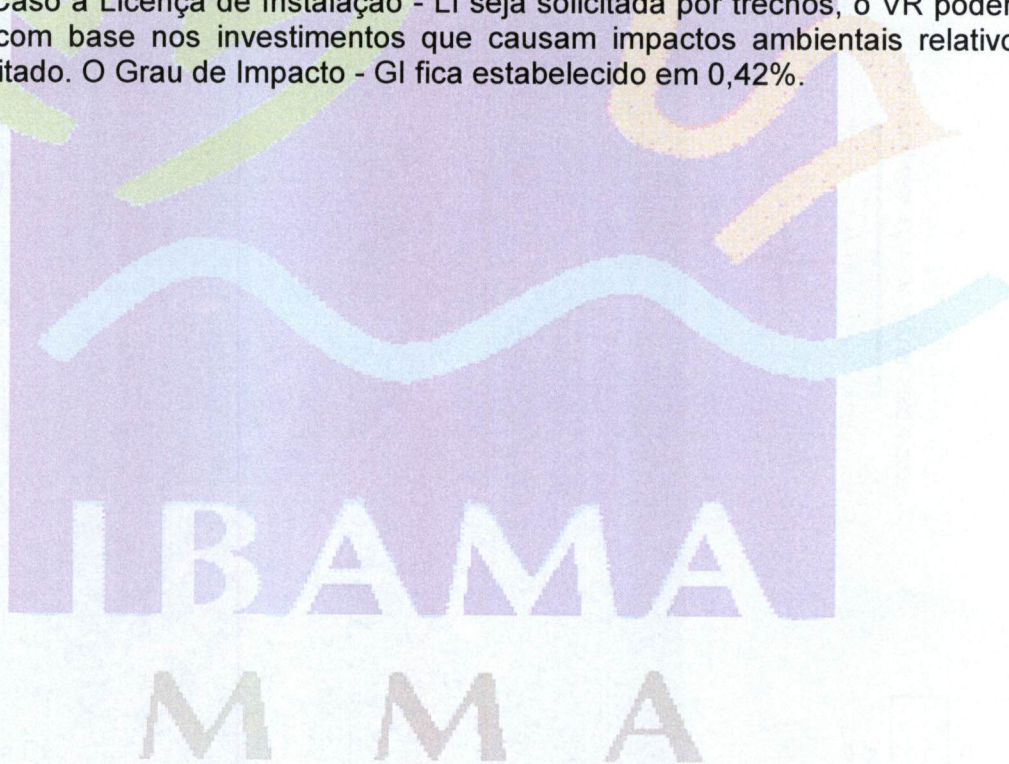 Caso a Licença de Instalação - LI seja solicitada por trechos, o VR poder
com base nos investimentos que causam impactos ambientais relativo
itado. O Grau de Impacto - GI fica estabelecido em 0,42%.
IBAMA
M M A